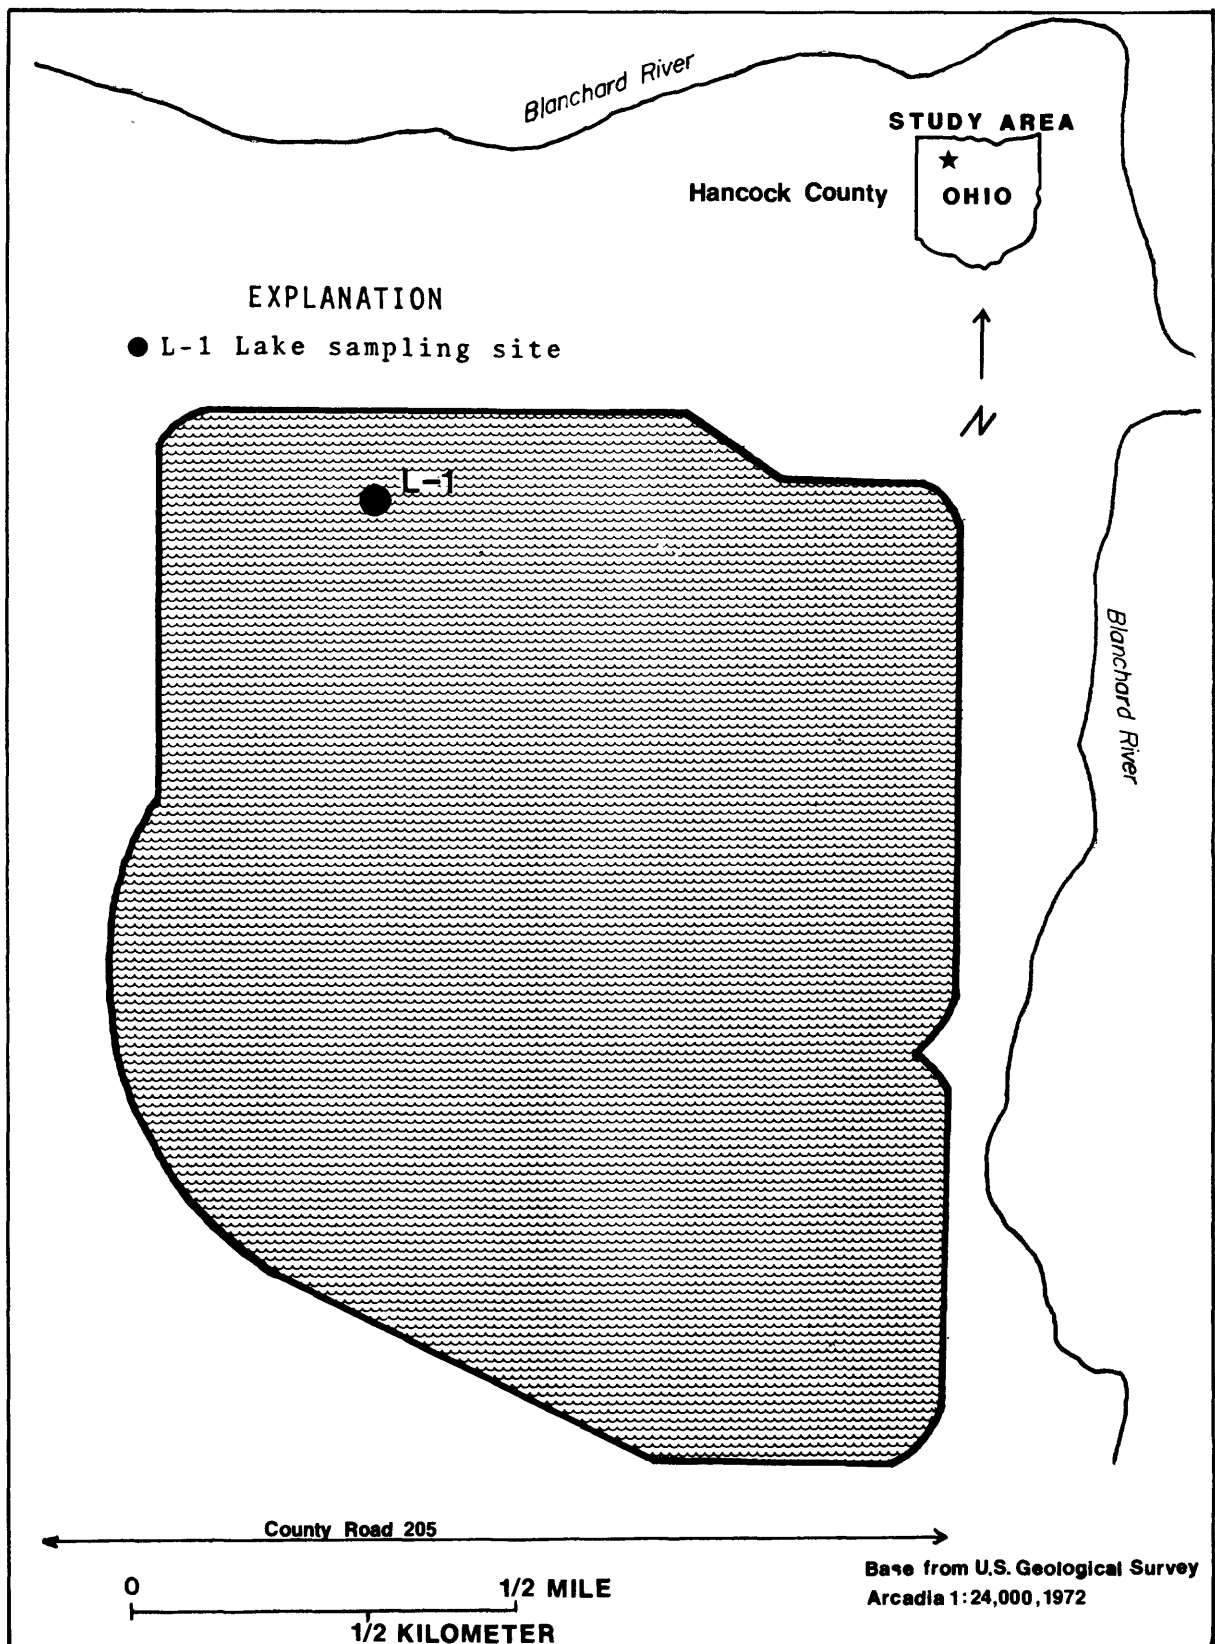 Blanchard River
STUDY AREA
Hancock County
OHIO
EXPLANATION
L-1 Lake sampling site
N
L-1
Blanchard River
County Road 205
Base from U.S. Geological Survey
Arcadia 1:24,000, 1972
0
1/2 MILE
1/2 KILOMETER